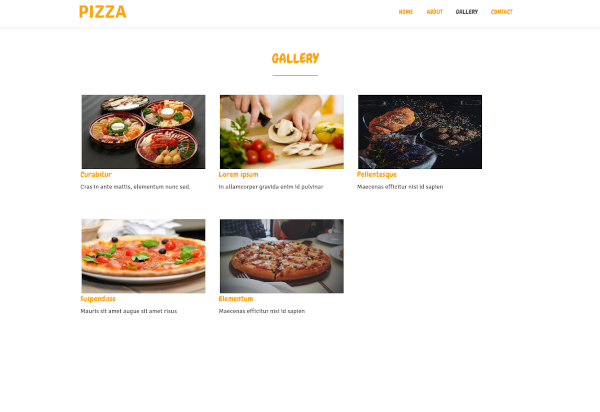 PIZZA
HOME ABOUT GALLERY CONTACT
GALLERY
Curabitur
Cras in ante mattis, elementum nunc sed.
Lorem ipsum
In ullamcorper gravida enim id pulvinar
Pellentesque
Maecenas efficitur nisi id sapien
Suspendisse
Mauris sit amet augue sit amet risus
Elementum
Maecenas efficitur nisi id sapien